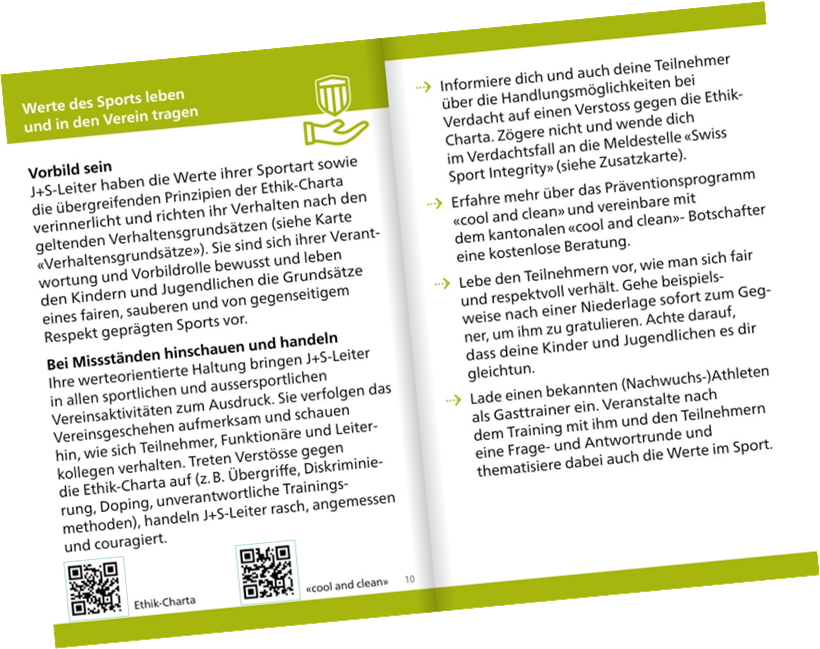 Werte des Sports leben
und in den Verein tragen
Vorbild sein
J+S-Leiter haben die Werte ihrer Sportart sowie
die übergreifenden Prinzipien der Ethik-Charta
verinnerlicht und richten ihr Verhalten nach den
geltenden Verhaltensgrundsätzen (siehe Karte
«Verhaltensgrundsätze»). Sie sind sich ihrer Verant-
wortung und Vorbildrolle bewusst und leben
den Kindern und Jugendlichen die Grundsätze
eines fairen, sauberen und von gegenseitigem
Respekt geprägten Sports vor.
Bei Missständen hinschauen und handeln
Ihre werteorientierte Haltung bringen J+S-Leiter
in allen sportlichen und aussersportlichen
Vereinsaktivitäten zum Ausdruck. Sie verfolgen das
Vereinsgeschehen aufmerksam und schauen
hin, wie sich Teilnehmer, Funktionäre und Leiter-
kollegen verhalten. Treten Verstösse gegen
die Ethik-Charta auf (z. B. Übergriffe, Diskriminie-
rung, Doping, unverantwortliche Trainings-
methoden), handeln J+S-Leiter rasch, angemessen
und couragiert.
Ethik-Charta
«cool and clean»
10
Informiere dich und auch deine Teilnehmer
über die Handlungsmöglichkeiten bei
Verdacht auf einen Verstoss gegen die Ethik-
Charta. Zögere nicht und wende dich
im Verdachtsfall an die Meldestelle «Swiss
Sport Integrity» (siehe Zusatzkarte).
Erfahre mehr über das Präventionsprogramm
«cool and clean» und vereinbare mit
dem kantonalen «cool and clean»- Botschafter
eine kostenlose Beratung.
Lebe den Teilnehmern vor, wie man sich fair
und respektvoll verhält. Gehe beispiels-
weise nach einer Niederlage sofort zum Geg-
ner, um ihm zu gratulieren. Achte darauf,
dass deine Kinder und Jugendlichen es dir
gleichtun.
Lade einen bekannten (Nachwuchs-)Athleten
als Gasttrainer ein. Veranstalte nach
dem Training mit ihm und den Teilnehmern
eine Frage- und Antwortrunde und
thematisiere dabei auch die Werte im Sport.